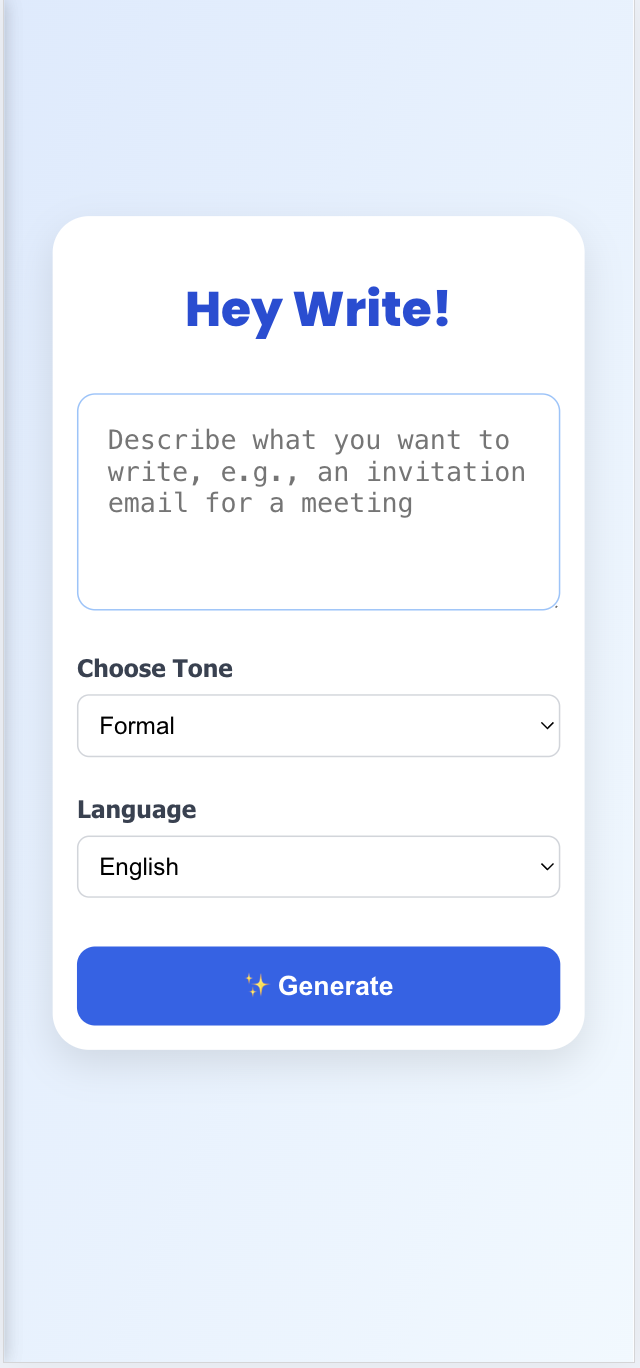 Hey Write!
Describe what you want to
write, e.g., an invitation
email for a meeting
Choose Tone
Formal
Language
English
✨ Generate